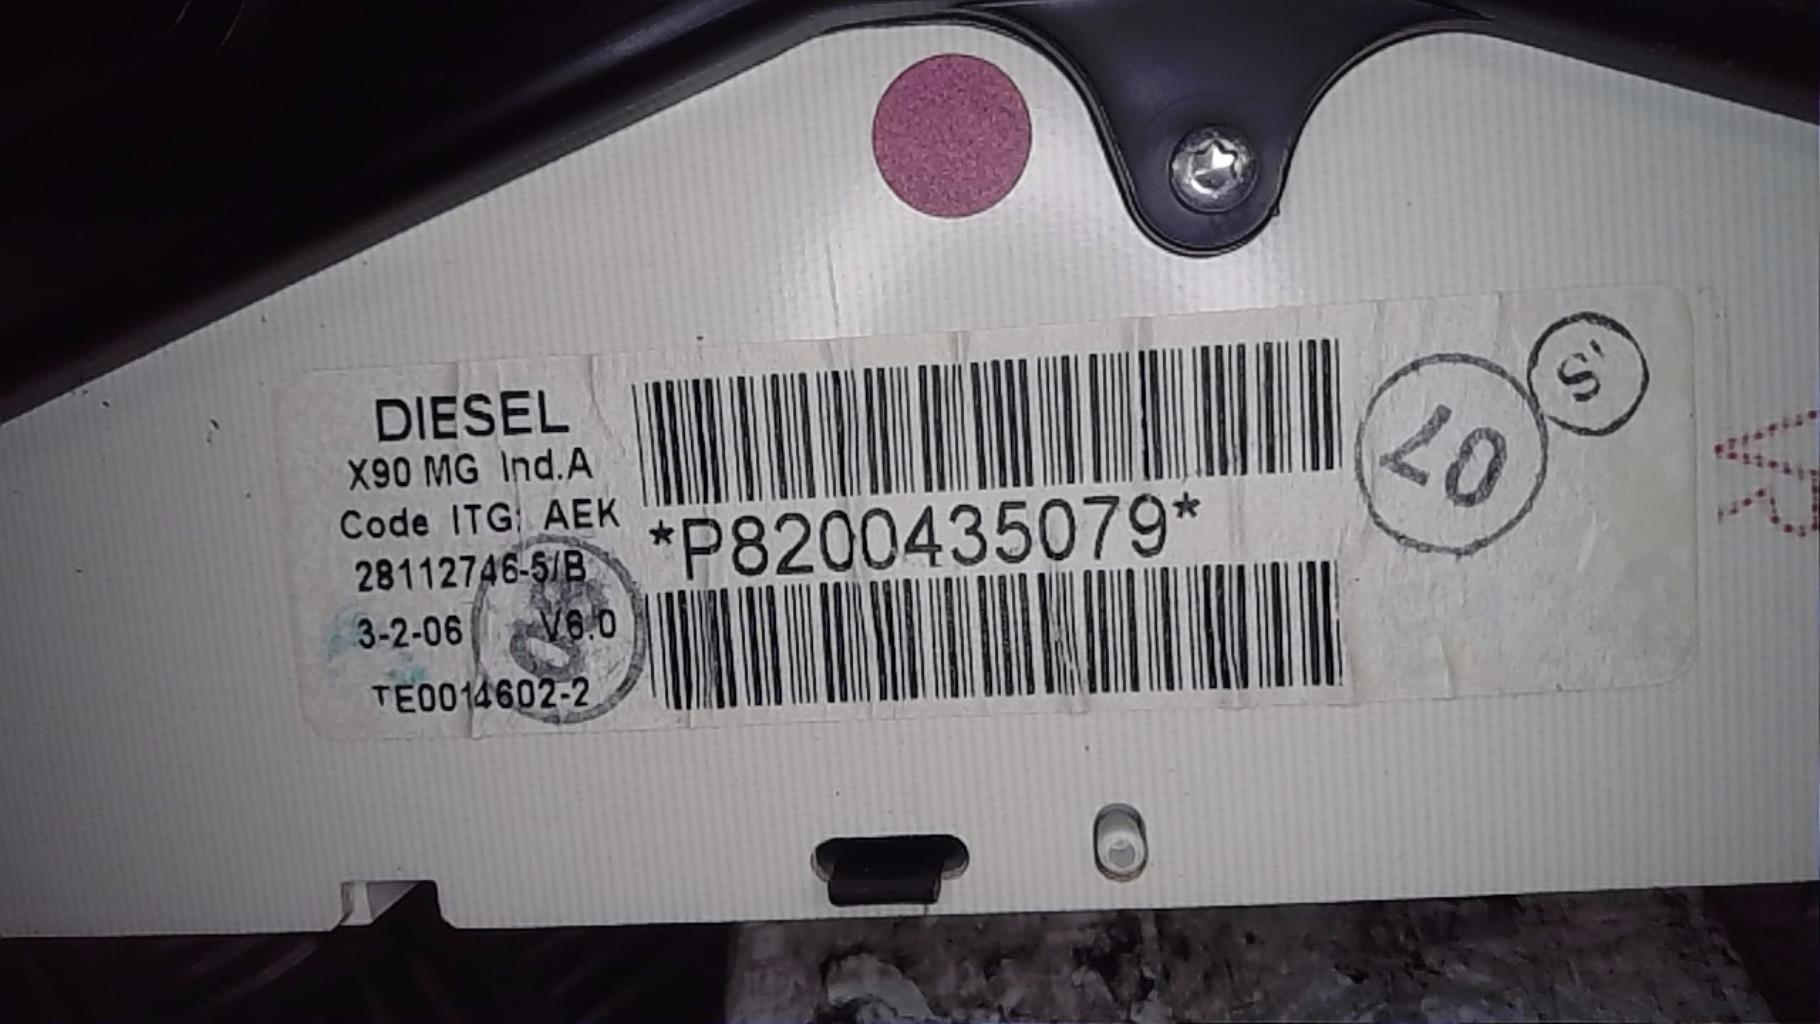 DIESEL
X90 MG Ind.A
Code ITG: AEK
28112746-5/B
3-2-06 V6.0
TE0014602-2
*P8200435079*
07
S.